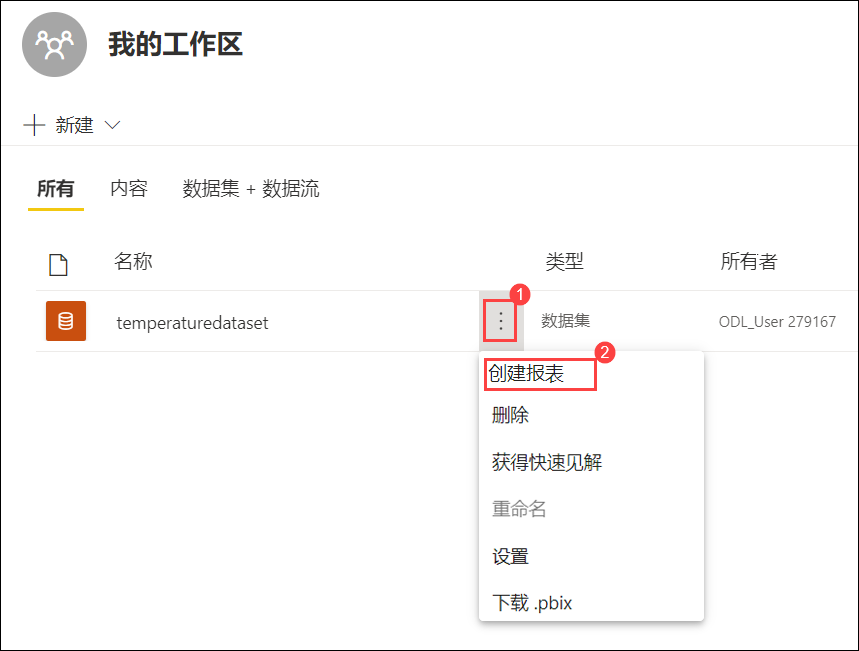 我的工作区
新建
所有 内容 数据集 + 数据流
名称 类型 所有者
1
temperaturedataset 数据集 ODL_User 279167
2
创建报表
删除
获得快速见解
重命名
设置
下载 .pbix